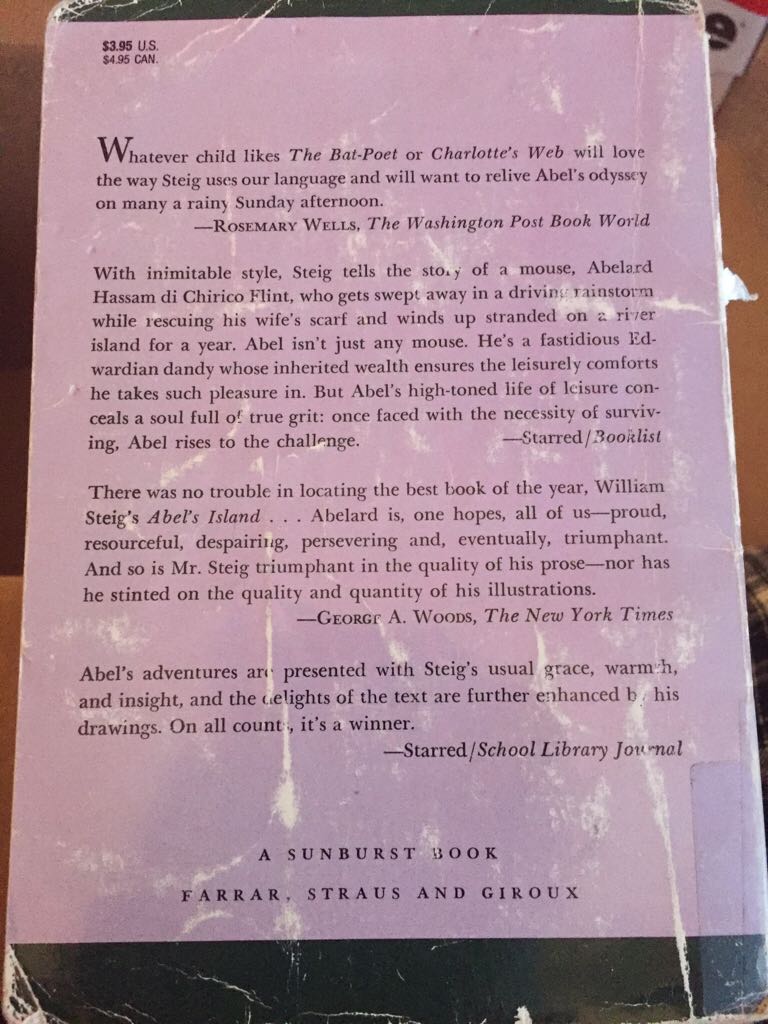 $3.95 U.S.
$4.95 CAN.
e
Whatever child likes The Bat-Poet or Charlotte's Web will love
the way Steig uses our language and will want to relive Abel's odyssey
on many a rainy Sunday afternoon.
—ROSEMARY WELLS, The Washington Post Book World
With inimitable style, Steig tells the story of a mouse, Abelard
Hassam di Chirico Flint, who gets swept away in a driving rainstorm
while rescuing his wife's scarf and winds up stranded on a river
island for a year. Abel isn't just any mouse. He's a fastidious Ed-
wardian dandy whose inherited wealth ensures the leisurely comforts
he takes such pleasure in. But Abel's high-toned life of leisure con-
ceals a soul full of true grit: once faced with the necessity of surviv-
ing, Abel rises to the challenge. —Starred/Booklist
There was no trouble in locating the best book of the year, William
Steig's Abel's Island . . . Abelard is, one hopes, all of us—proud,
resourceful, despairing, persevering and, eventually, triumphant.
And so is Mr. Steig triumphant in the quality of his prose—nor has
he stinted on the quality and quantity of his illustrations.
—GEORGE A. WOODS, The New York Times
Abel's adventures are presented with Steig's usual grace, warmth,
and insight, and the delights of the text are further enhanced by his
drawings. On all counts, it's a winner.
—Starred/School Library Journal
A SUNBURST BOOK
FARRAR, STRAUS AND GIROUX